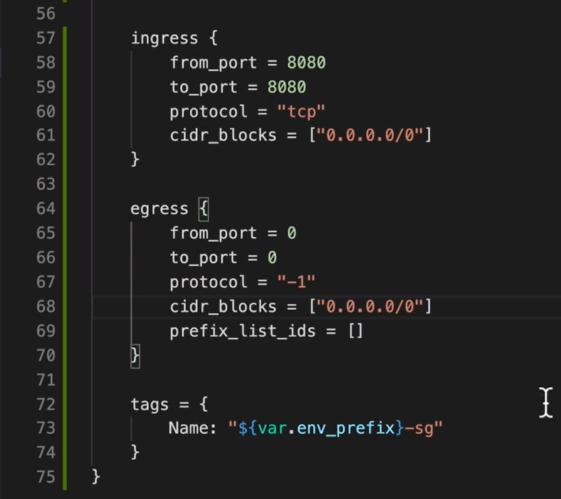 56
57 ingress {
58 from_port = 8080
59 to_port = 8080
60 protocol = "tcp"
61 cidr_blocks = ["0.0.0.0/0"]
62 }
63
64 egress {
65 from_port = 0
66 to_port = 0
67 protocol = "-1"
68 cidr_blocks = ["0.0.0.0/0"]
69 prefix_list_ids = []
70 }
71
72 tags = {
73 Name: "${var.env_prefix}-sg"
74 }
75 }